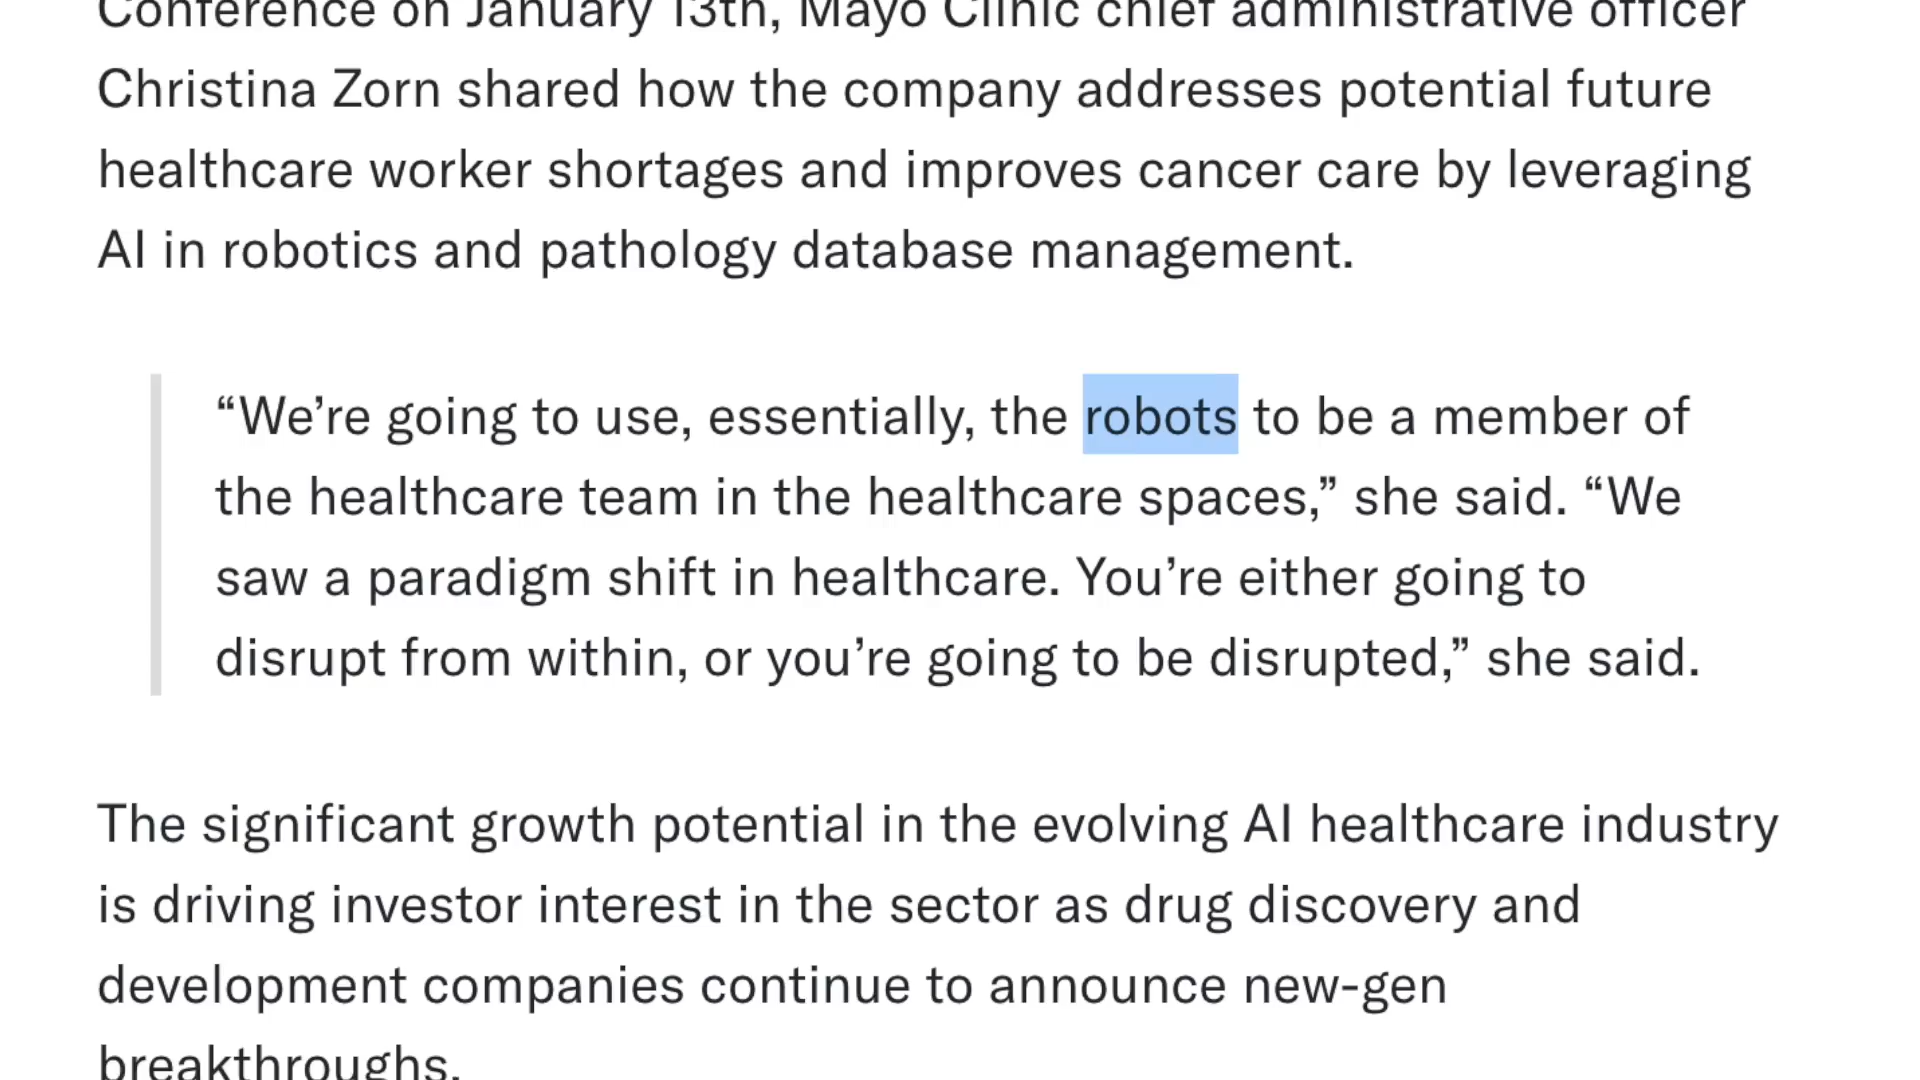 Conference on January 13th, Mayo Clinic chief administrative officer
Christina Zorn shared how the company addresses potential future
healthcare worker shortages and improves cancer care by leveraging
AI in robotics and pathology database management.
“We’re going to use, essentially, the robots to be a member of
the healthcare team in the healthcare spaces,” she said. “We
saw a paradigm shift in healthcare. You’re either going to
disrupt from within, or you’re going to be disrupted,” she said.
The significant growth potential in the evolving AI healthcare industry
is driving investor interest in the sector as drug discovery and
development companies continue to announce new-gen
breakthroughs.